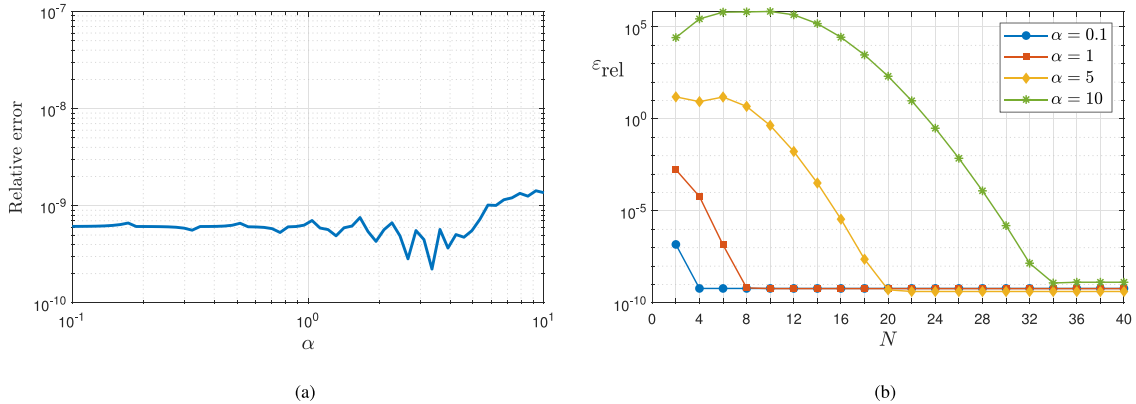 10^-7
10^-8
10^-9
10^-10
Relative error
10^-1
10^0
10^1
α
(a)
10^5
10^0
10^-5
10^-10
ε_rel
0 4 8 12 16 20 24 28 32 36 40
N
α = 0.1
α = 1
α = 5
α = 10
(b)